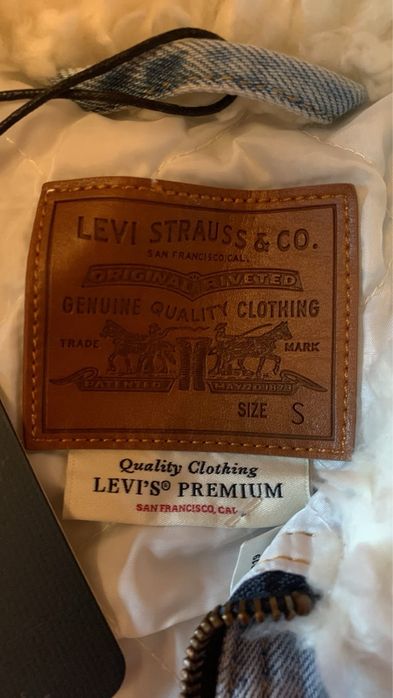 LEVI STRAUSS & CO.
SAN FRANCISCO, CAL.
ORIGINAL RIVETED
GENUINE QUALITY CLOTHING
TRADE MARK
PATENTED MAY 20 1873
SIZE S
Quality Clothing
LEVI'S® PREMIUM
SAN FRANCISCO, CAL